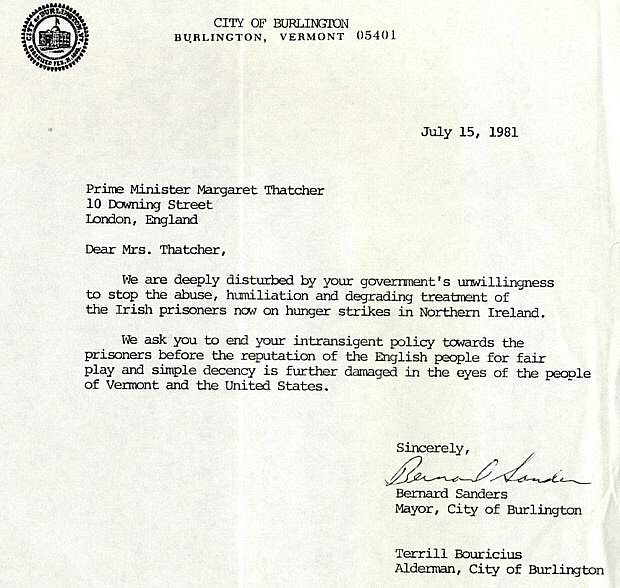 CITY OF BURLINGTON
BURLINGTON, VERMONT 05401
July 15, 1981
Prime Minister Margaret Thatcher
10 Downing Street
London, England
Dear Mrs. Thatcher,
We are deeply disturbed by your government's unwillingness
to stop the abuse, humiliation and degrading treatment of
the Irish prisoners now on hunger strikes in Northern Ireland.
We ask you to end your intransigent policy towards the
prisoners before the reputation of the English people for fair
play and simple decency is further damaged in the eyes of the people
of Vermont and the United States.
Sincerely,
Bernard Sanders
Bernard Sanders
Mayor, City of Burlington
Terrill Bouricius
Alderman, City of Burlington